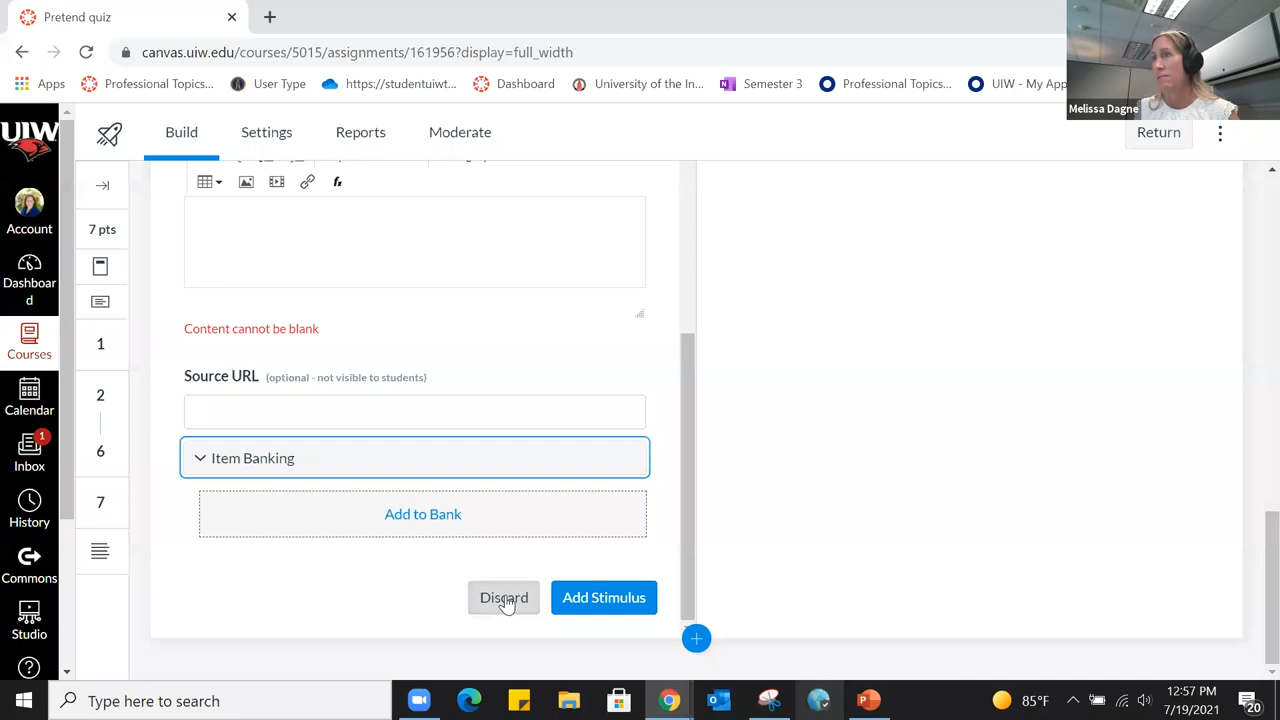 Pretend quiz
canvas.uiw.edu/courses/5015/assignments/161956?display=full_width
Apps
Professional Topics...
User Type
https://studentuiwt...
Dashboard
University of the In...
Semester 3
Professional Topics...
UIW - My App
Melissa Dagne
UIW
Account
Dashboar
d
Courses
Calendar
1
Inbox
History
Commons
Studio
Build
Settings
Reports
Moderate
Return
7 pts
1
2
6
7
fx
Content cannot be blank
Source URL (optional - not visible to students)
Item Banking
Add to Bank
Discard
Add Stimulus
Type here to search
85°F
12:57 PM
7/19/2021
20